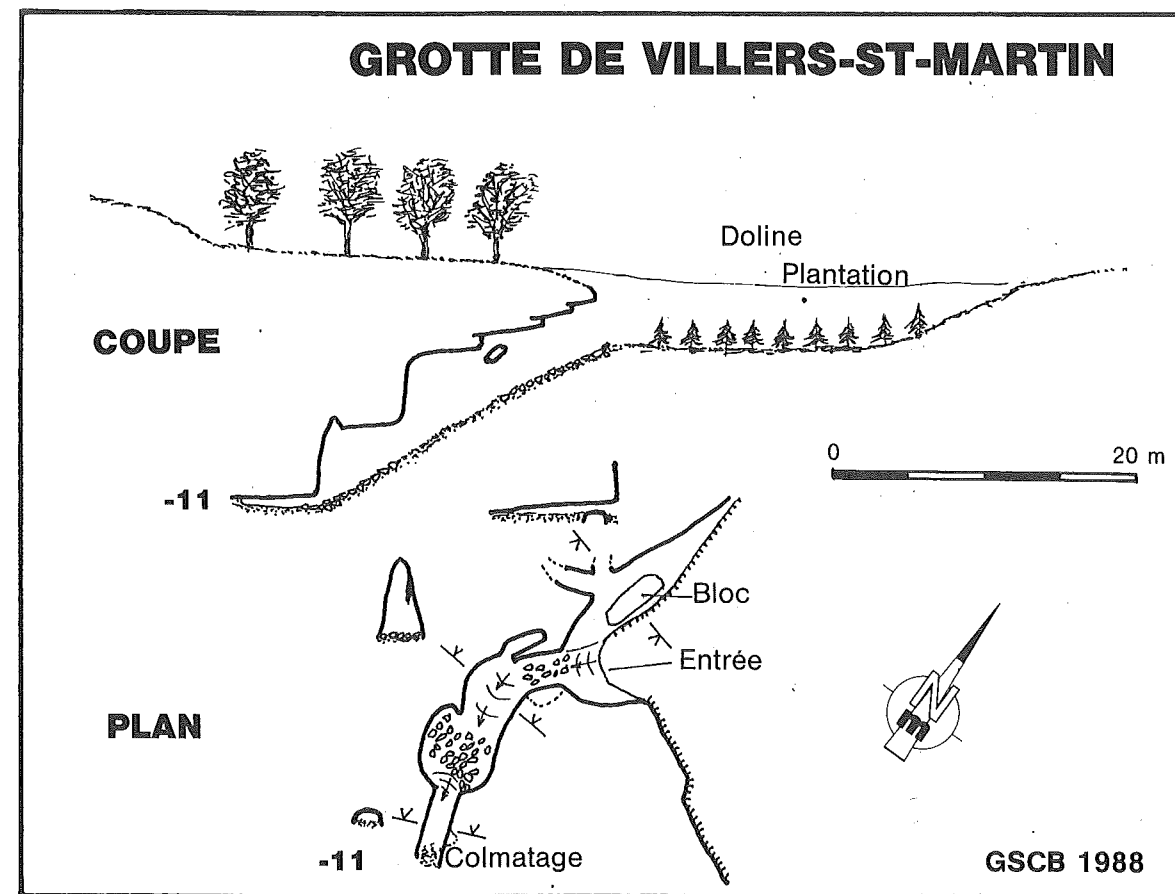 GROTTE DE VILLERS-ST-MARTIN
Doline
Plantation
COUPE
0 20 m
-11
Bloc
Entrée
N
m
PLAN
-11 Colmatage
GSCB 1988